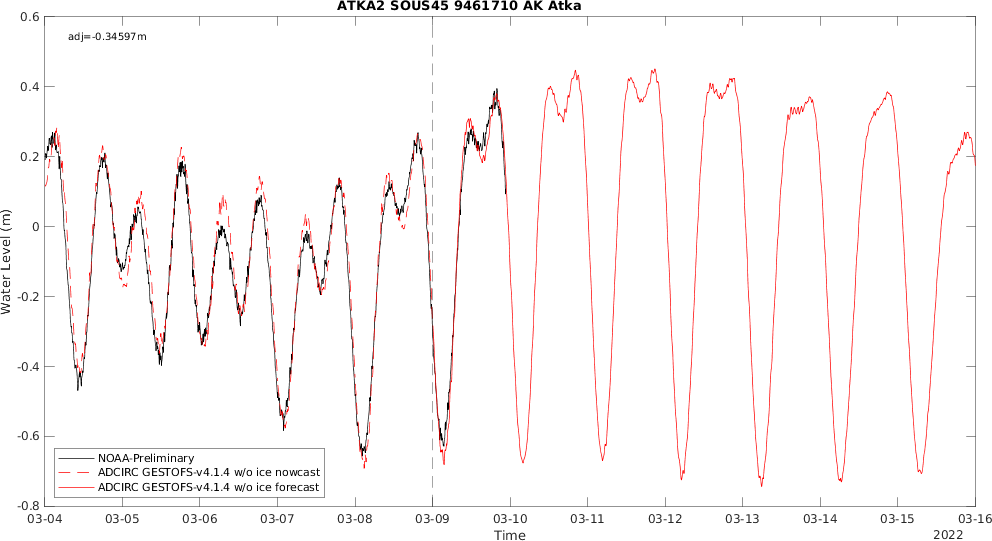 ATKA2 SOUS45 9461710 AK Atka
adj=-0.34597m
0.6
0.4
0.2
0
-0.2
-0.4
-0.6
-0.8
Water Level (m)
NOAA-Preliminary
ADCIRC GESTOFS-v4.1.4 w/o ice nowcast
ADCIRC GESTOFS-v4.1.4 w/o ice forecast
03-04 03-05 03-06 03-07 03-08 03-09 03-10 03-11 03-12 03-13 03-14 03-15 03-16
Time
2022